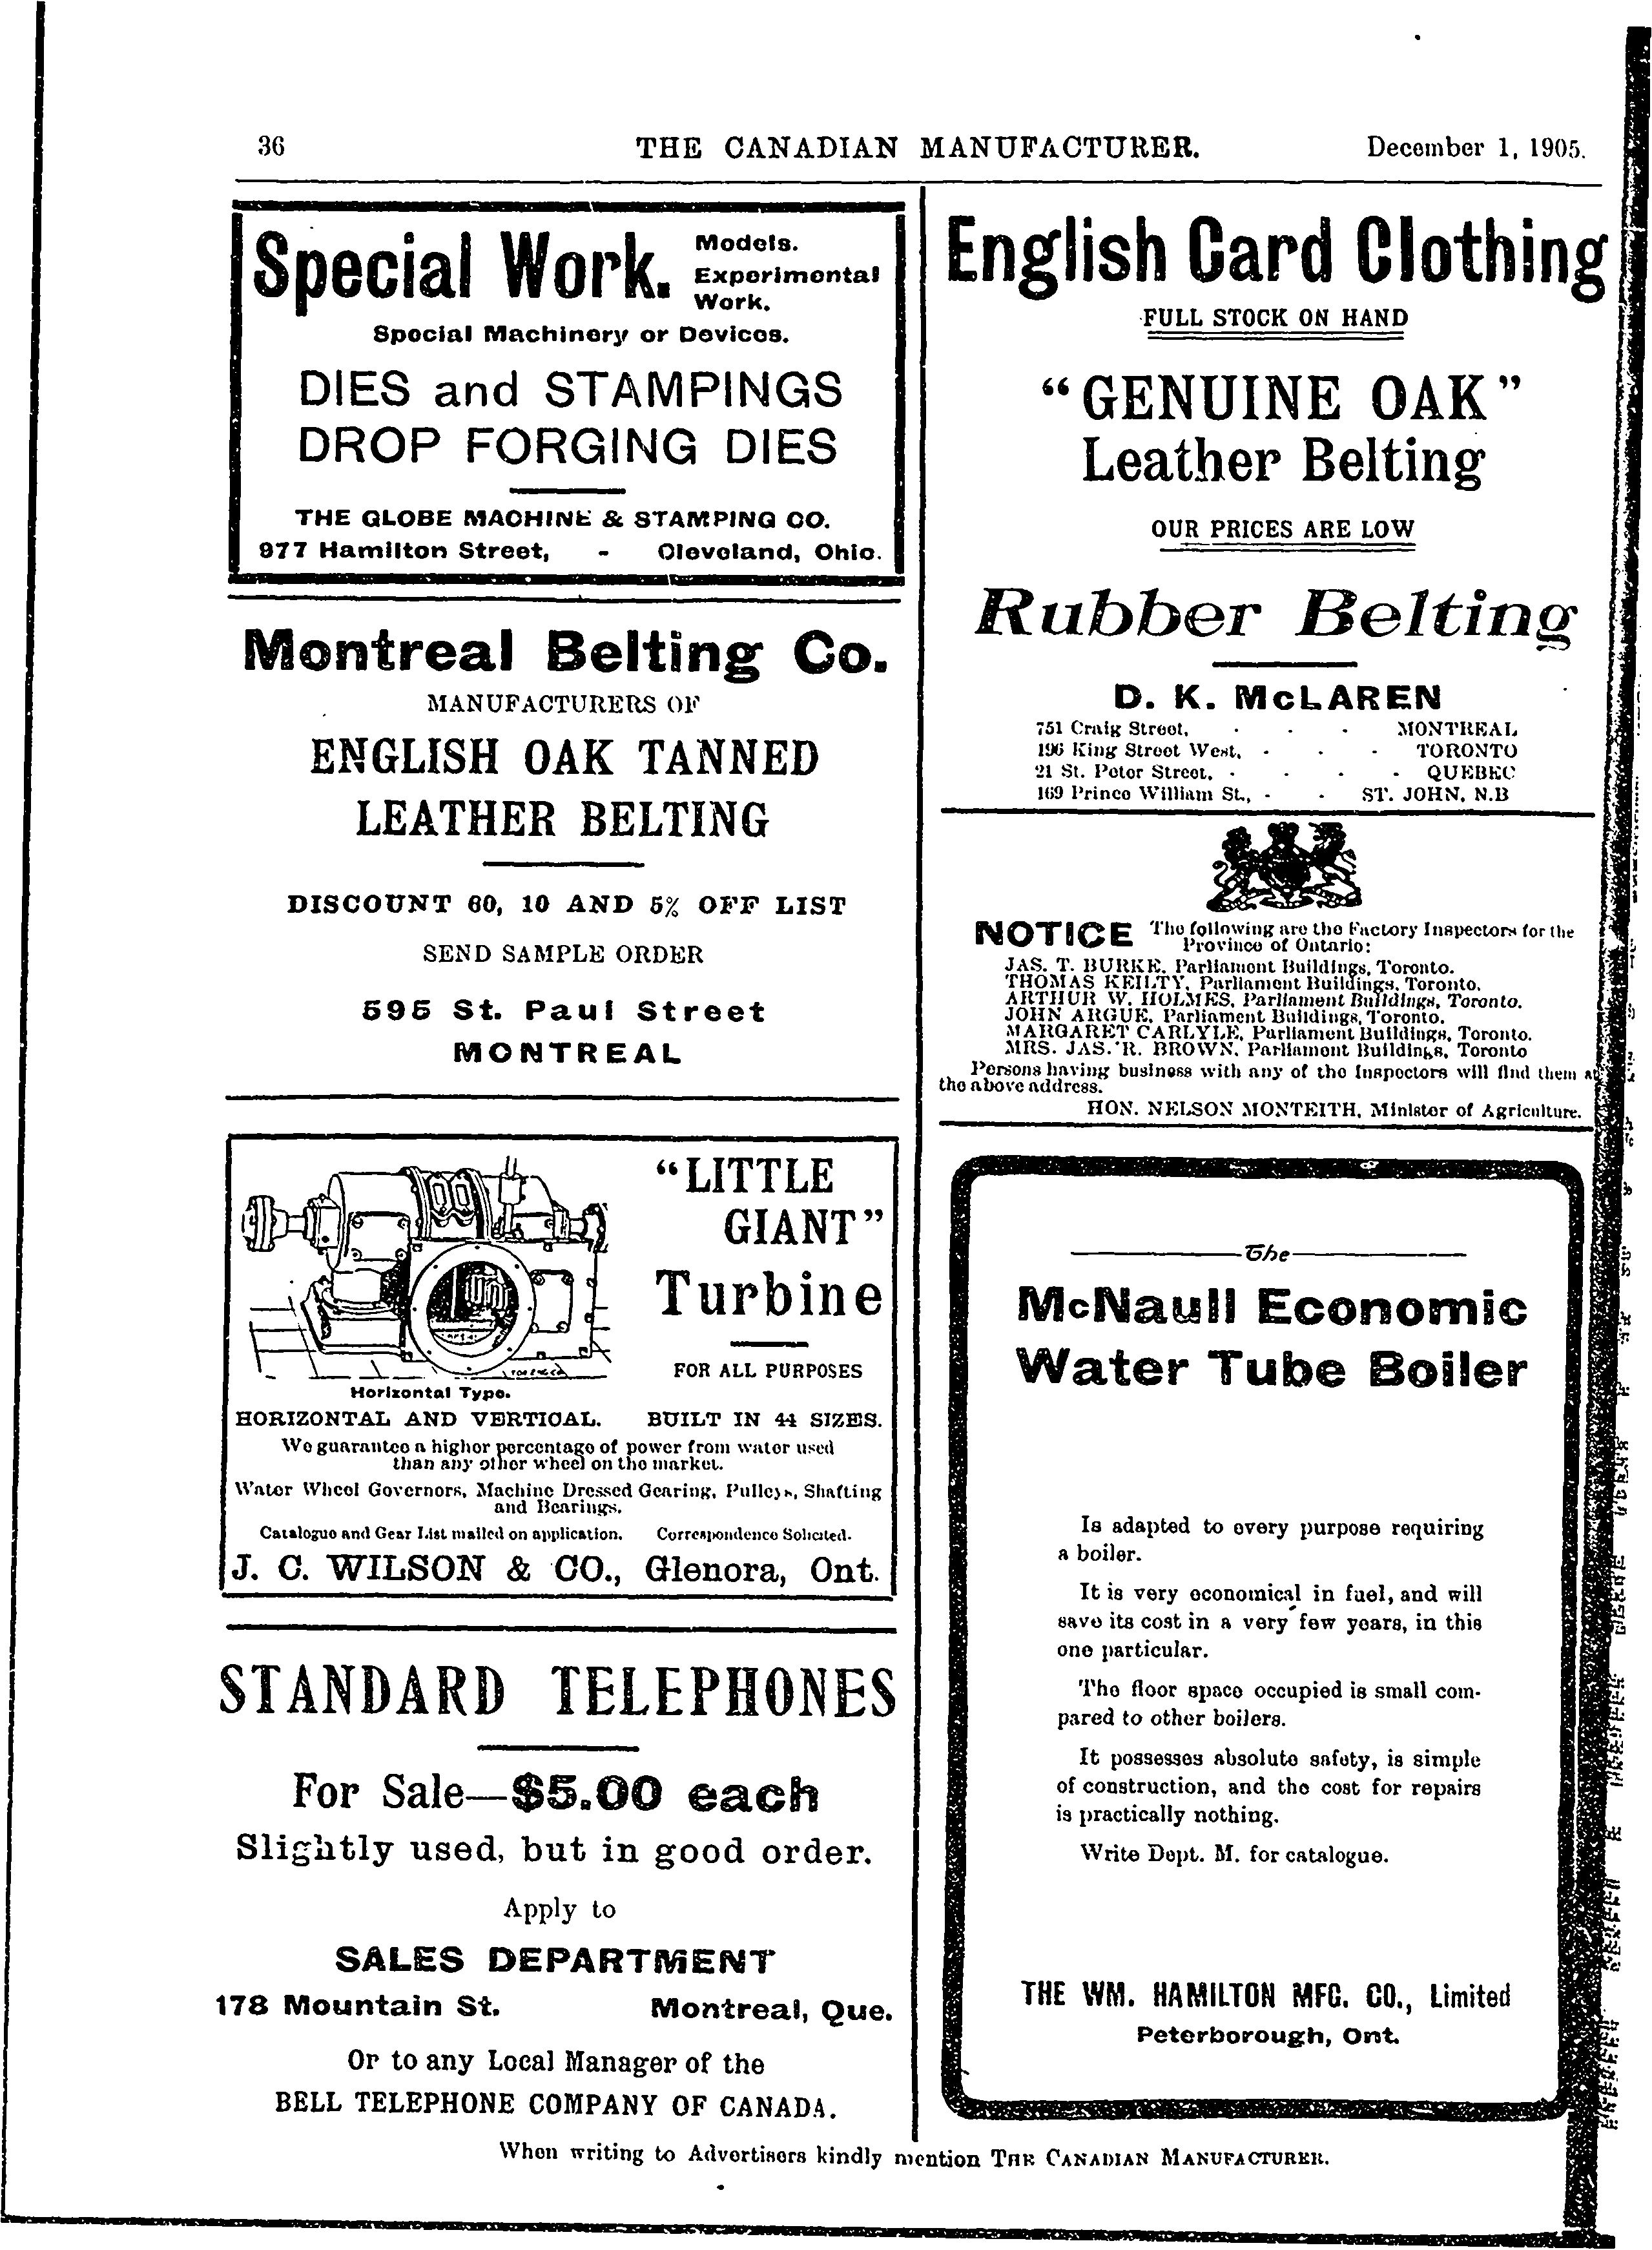 36
THE CANADIAN MANUFACTURER.
December 1, 1905.
Special Work.
Models.
Experimental
Work.
Special Machinery or Devices.
DIES and STAMPINGS
DROP FORGING DIES
THE GLOBE MACHINE & STAMPING CO.
977 Hamilton Street, - Cleveland, Ohio.
Montreal Belting Co.
MANUFACTURERS OF
ENGLISH OAK TANNED
LEATHER BELTING
DISCOUNT 60, 10 AND 5% OFF LIST
SEND SAMPLE ORDER
595 St. Paul Street
MONTREAL
"LITTLE
GIANT"
Turbine
FOR ALL PURPOSES
Horizontal Type.
HORIZONTAL AND VERTICAL. BUILT IN 44 SIZES.
We guarantee a higher percentage of power from water used
than any other wheel on the market.
Water Wheel Governors, Machine Dressed Gearing, Pulleys, Shafting
and Bearings.
Catalogue and Gear List mailed on application. Correspondence Solicited.
J. C. WILSON & CO., Glenora, Ont.
STANDARD TELEPHONES
For Sale—$5.00 each
Slightly used, but in good order.
Apply to
SALES DEPARTMENT
178 Mountain St. Montreal, Que.
Or to any Local Manager of the
BELL TELEPHONE COMPANY OF CANADA.
English Card Clothing
FULL STOCK ON HAND
"GENUINE OAK"
Leather Belting
OUR PRICES ARE LOW
Rubber Belting
D. K. McLAREN
751 Craig Street, - - - MONTREAL
196 King Street West, - - - TORONTO
21 St. Peter Street, - - - - QUEBEC
169 Prince William St., - - ST. JOHN, N.B
NOTICE The following are the Factory Inspectors for the
Province of Ontario:
JAS. T. BURKE, Parliament Buildings, Toronto.
THOMAS KEILTY, Parliament Buildings, Toronto.
ARTHUR W. HOLMES, Parliament Buildings, Toronto.
JOHN ARGUE, Parliament Buildings, Toronto.
MARGARET CARLYLE, Parliament Buildings, Toronto.
MRS. JAS. R. BROWN, Parliament Buildings, Toronto
Persons having business with any of the Inspectors will find them at
the above address.
HON. NELSON MONTEITH, Minister of Agriculture.
The
McNaull Economic
Water Tube Boiler
Is adapted to every purpose requiring
a boiler.
It is very economical in fuel, and will
save its cost in a very few years, in this
one particular.
The floor space occupied is small com-
pared to other boilers.
It possesses absolute safety, is simple
of construction, and the cost for repairs
is practically nothing.
Write Dept. M. for catalogue.
THE WM. HAMILTON MFG. CO., Limited
Peterborough, Ont.
When writing to Advertisers kindly mention THE CANADIAN MANUFACTURER.